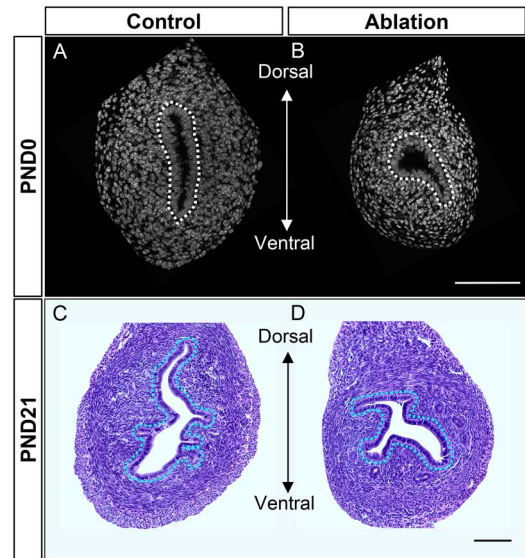 Control
Ablation
PND0
A
B
Dorsal
Ventral
PND21
C
D
Dorsal
Ventral